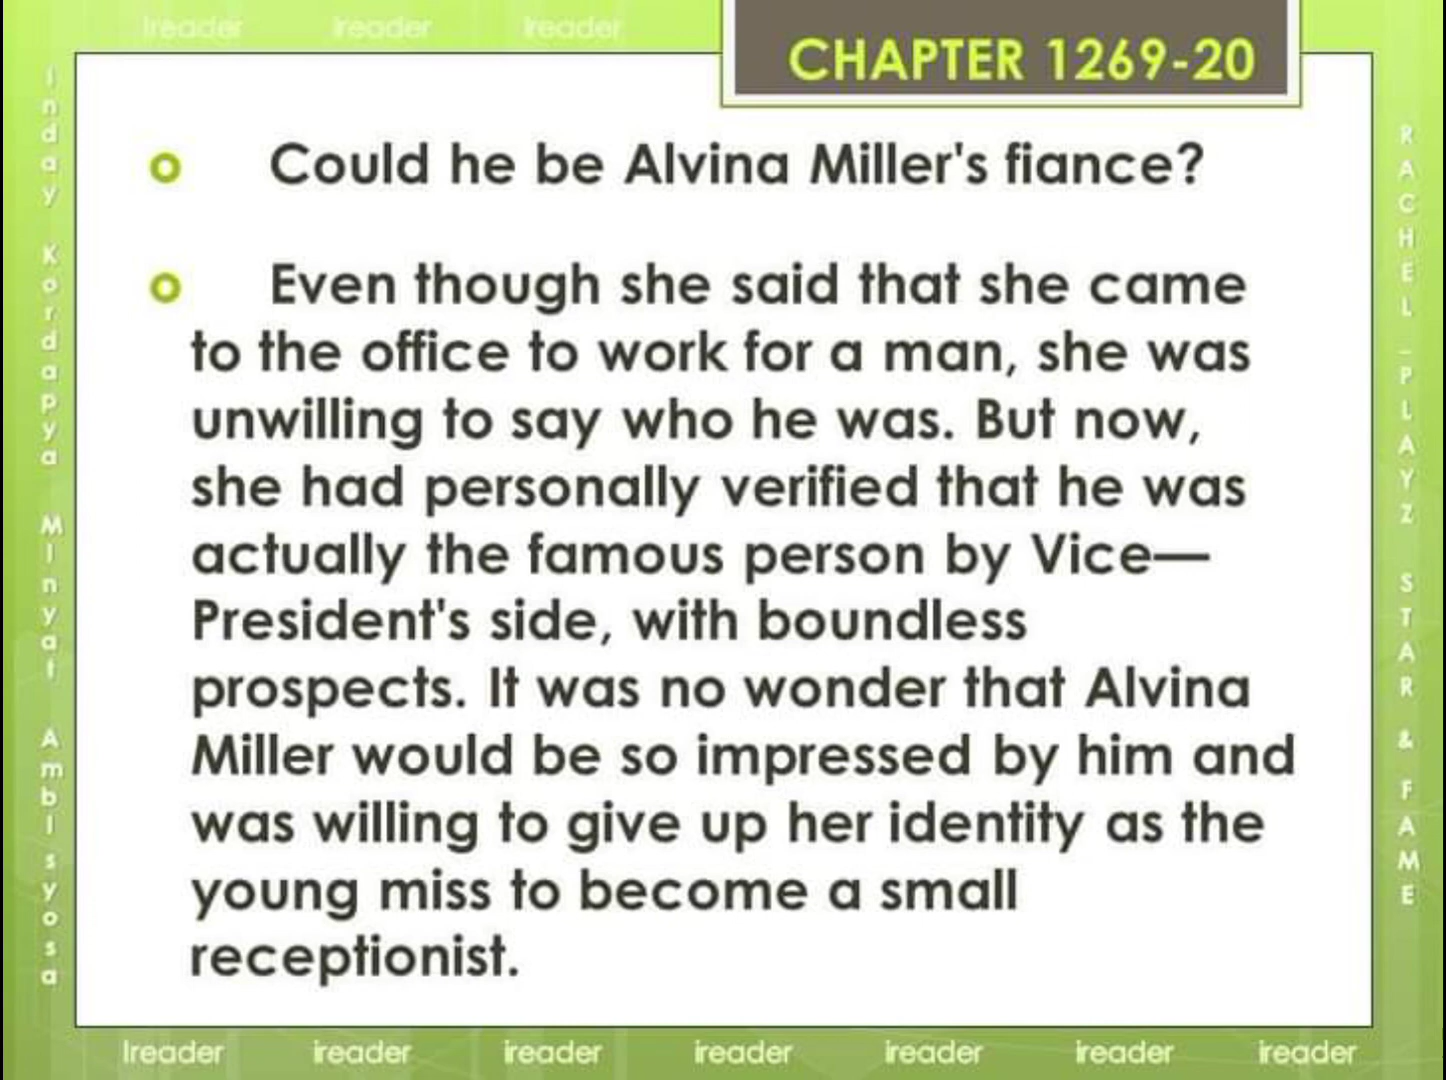 Ireader ireader ireader
CHAPTER 1269-20
Could he be Alvina Miller's fiance?
Even though she said that she came
to the office to work for a man, she was
unwilling to say who he was. But now,
she had personally verified that he was
actually the famous person by Vice—
President's side, with boundless
prospects. It was no wonder that Alvina
Miller would be so impressed by him and
was willing to give up her identity as the
young miss to become a small
receptionist.
Inday Kordapya Minyat Ambisyosa
RACHEL_PLAYZ STAR & FAME
Ireader ireader ireader ireader ireader ireader ireader